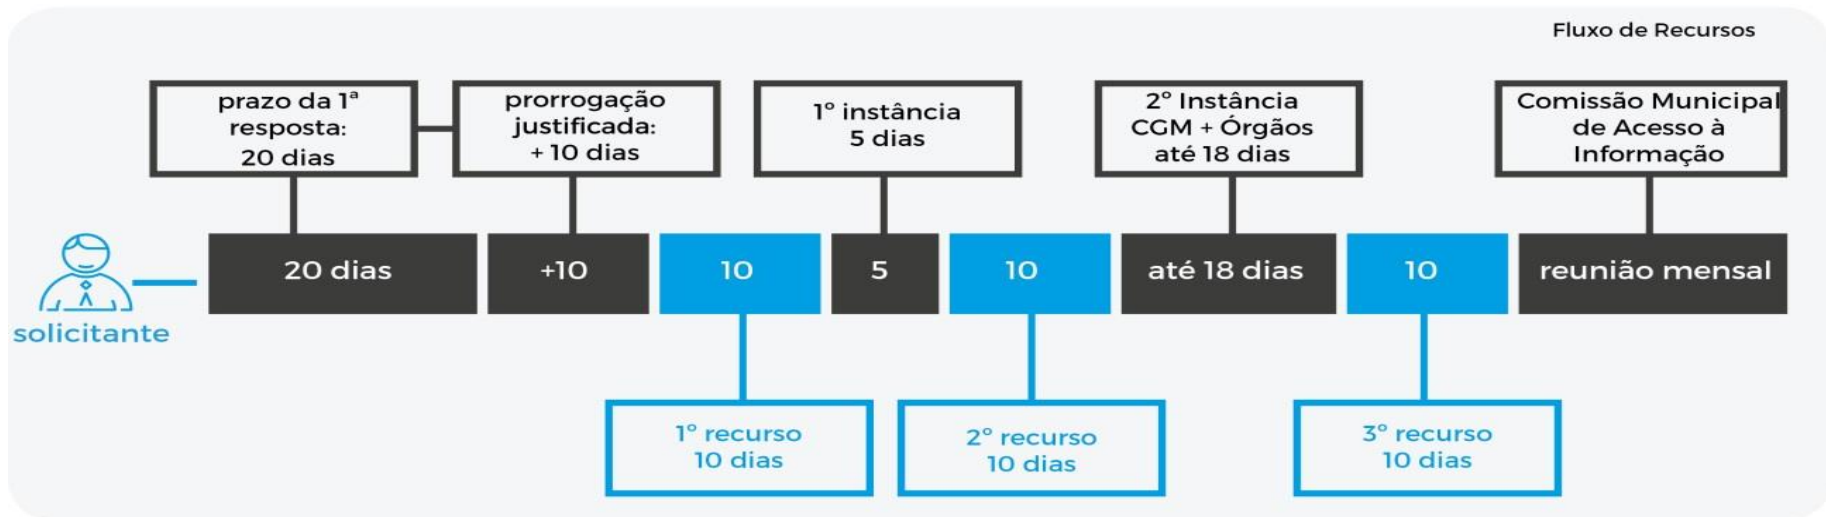 Fluxo de Recursos
prazo da 1ª
resposta:
20 dias
prorrogação
justificada:
+ 10 dias
1º instância
5 dias
2º Instância
CGM + Órgãos
até 18 dias
Comissão Municipal
de Acesso à
Informação
solicitante
20 dias
+10
10
5
10
até 18 dias
10
reunião mensal
1º recurso
10 dias
2º recurso
10 dias
3º recurso
10 dias